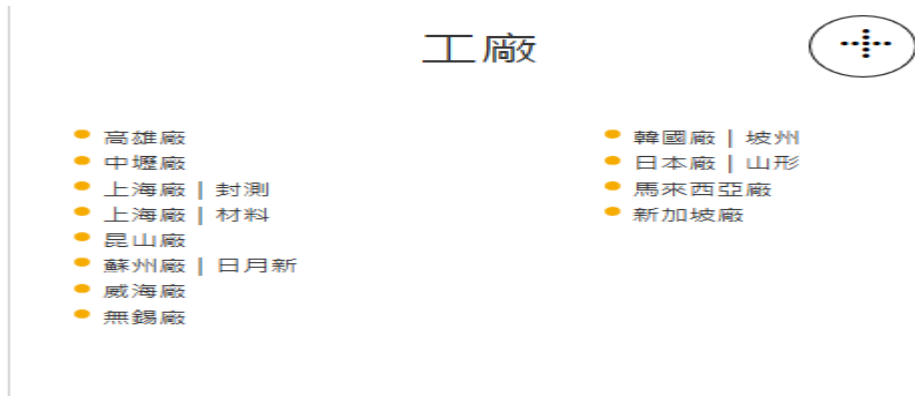 工廠
高雄廠
中壢廠
上海廠 | 封測
上海廠 | 材料
昆山廠
蘇州廠 | 日月新
威海廠
無錫廠
韓國廠 | 坡州
日本廠 | 山形
馬來西亞廠
新加坡廠